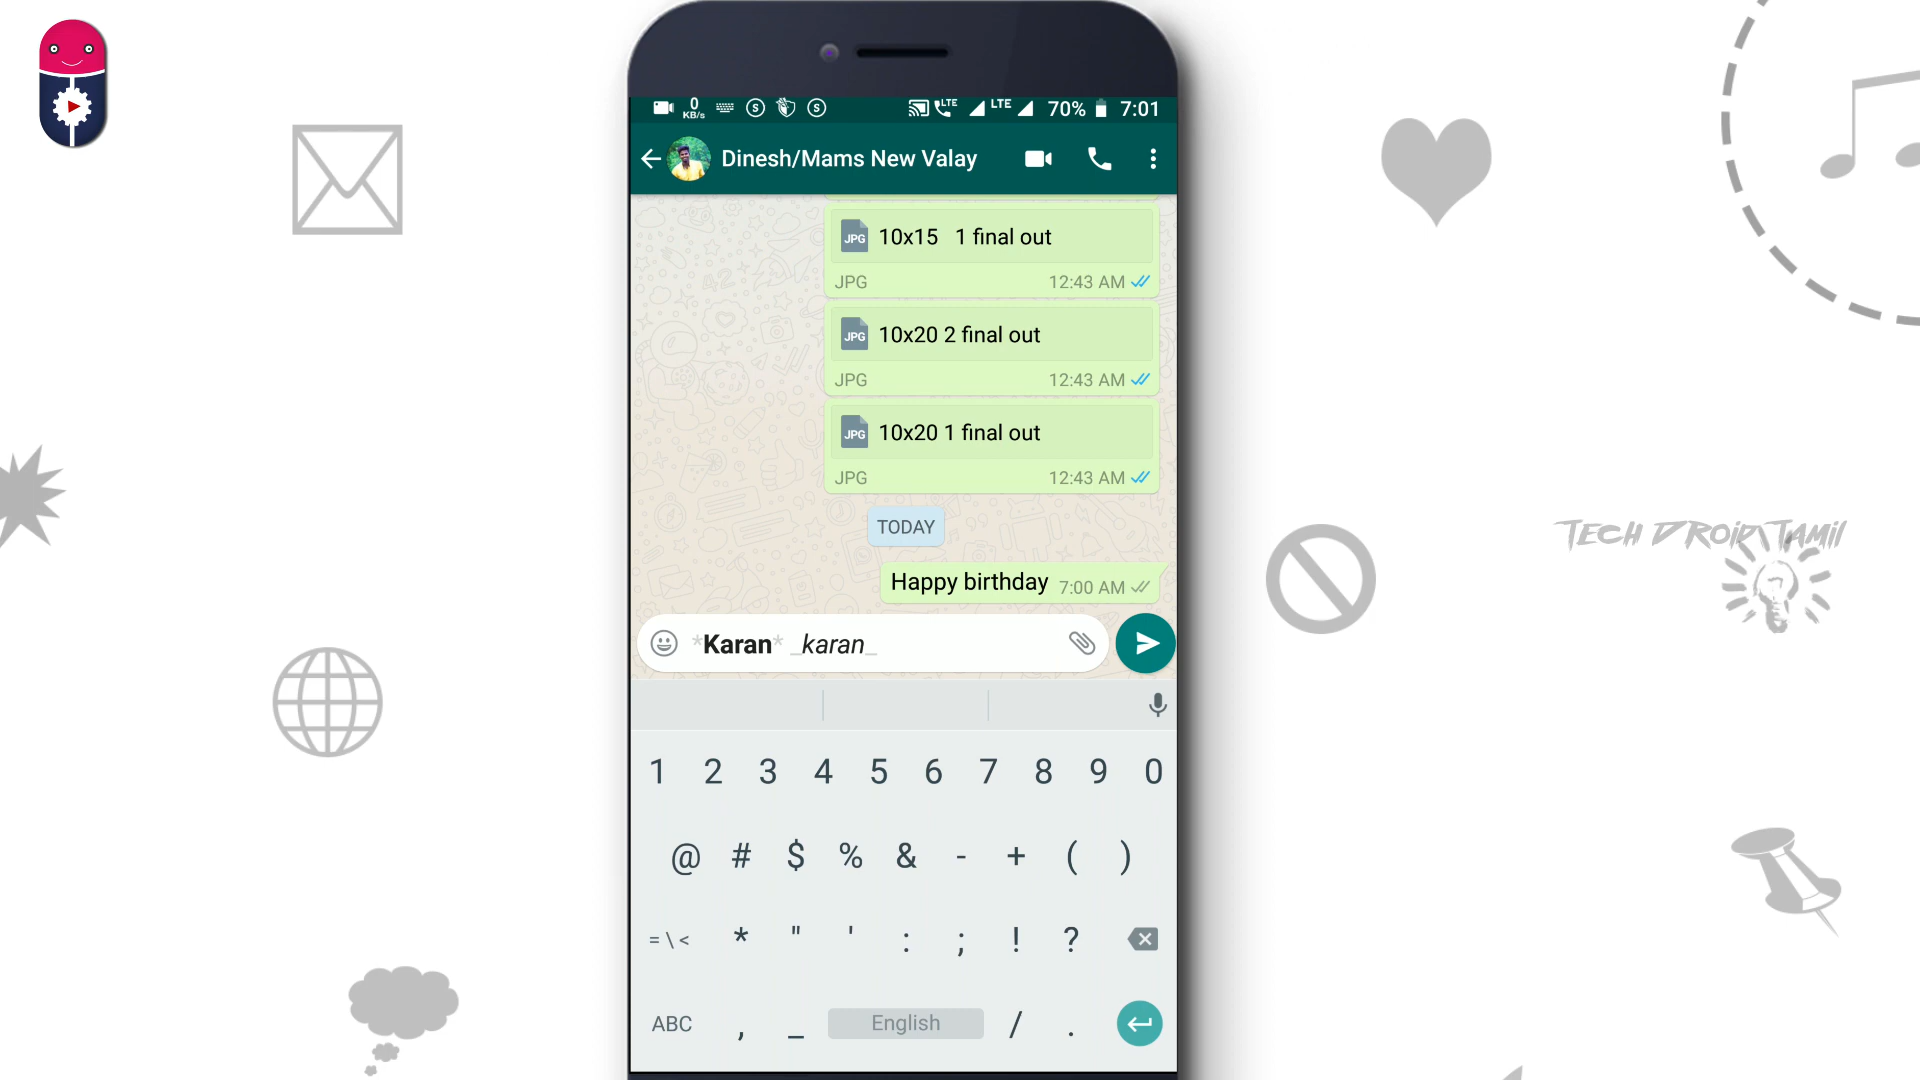 0
KB/s
LTE
LTE
70%
7:01
Dinesh/Mams New Valay
JPG 10x15   1 final out
JPG 12:43 AM
JPG 10x20 2 final out
JPG 12:43 AM
JPG 10x20 1 final out
JPG 12:43 AM
TODAY
Happy birthday 7:00 AM
Tech Droid Tamil
*Karan* _karan_
1 2 3 4 5 6 7 8 9 0
@ # $ % & - + ( )
= \ < * " ' : ; ! ?
ABC , _ English / .